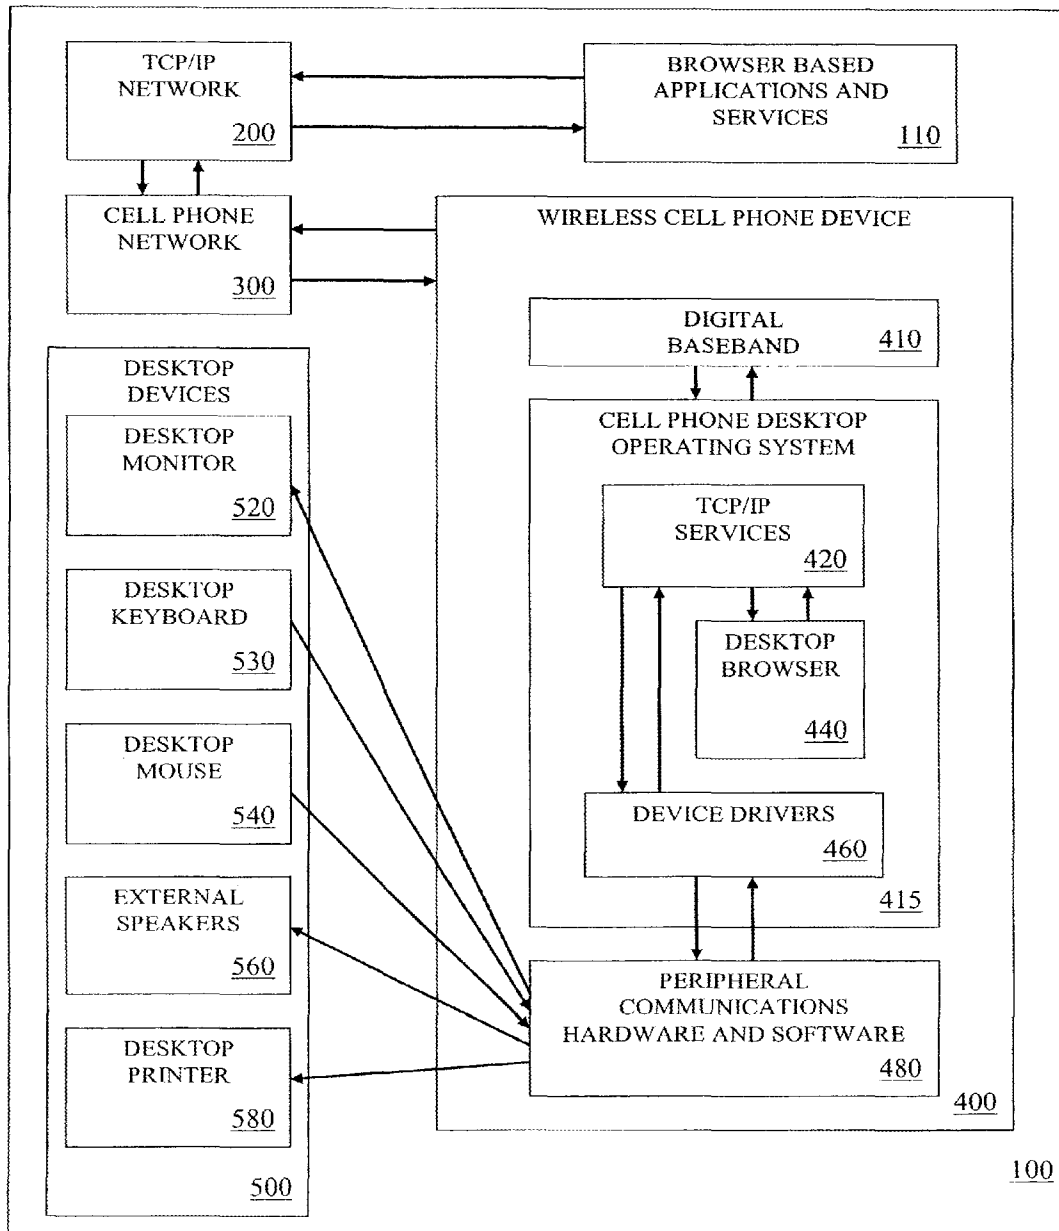 TCP/IP
NETWORK
200
BROWSER BASED
APPLICATIONS AND
SERVICES
110
CELL PHONE
NETWORK
300
WIRELESS CELL PHONE DEVICE
DIGITAL
BASEBAND
410
CELL PHONE DESKTOP
OPERATING SYSTEM
TCP/IP
SERVICES
420
DESKTOP
BROWSER
440
DEVICE DRIVERS
460
415
PERIPHERAL
COMMUNICATIONS
HARDWARE AND SOFTWARE
480
400
DESKTOP
DEVICES
DESKTOP
MONITOR
520
DESKTOP
KEYBOARD
530
DESKTOP
MOUSE
540
EXTERNAL
SPEAKERS
560
DESKTOP
PRINTER
580
500
100